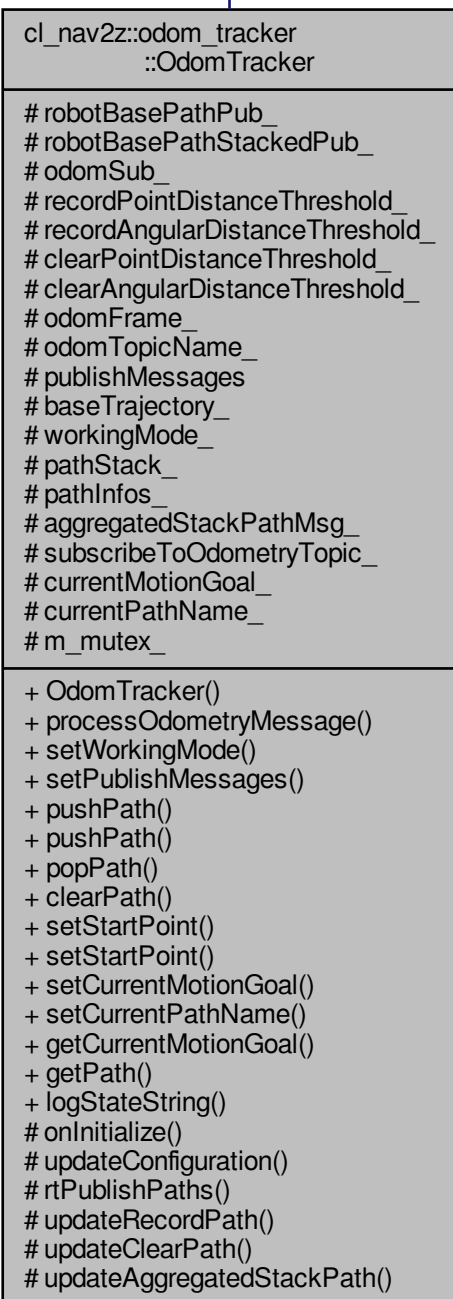 cl_nav2z::odom_tracker
::OdomTracker
# robotBasePathPub_
# robotBasePathStackedPub_
# odomSub_
# recordPointDistanceThreshold_
# recordAngularDistanceThreshold_
# clearPointDistanceThreshold_
# clearAngularDistanceThreshold_
# odomFrame_
# odomTopicName_
# publishMessages
# baseTrajectory_
# workingMode_
# pathStack_
# pathInfos_
# aggregatedStackPathMsg_
# subscribeToOdometryTopic_
# currentMotionGoal_
# currentPathName_
# m_mutex_
+ OdomTracker()
+ processOdometryMessage()
+ setWorkingMode()
+ setPublishMessages()
+ pushPath()
+ pushPath()
+ popPath()
+ clearPath()
+ setStartPoint()
+ setStartPoint()
+ setCurrentMotionGoal()
+ setCurrentPathName()
+ getCurrentMotionGoal()
+ getPath()
+ logStateString()
# onInitialize()
# updateConfiguration()
# rtPublishPaths()
# updateRecordPath()
# updateClearPath()
# updateAggregatedStackPath()